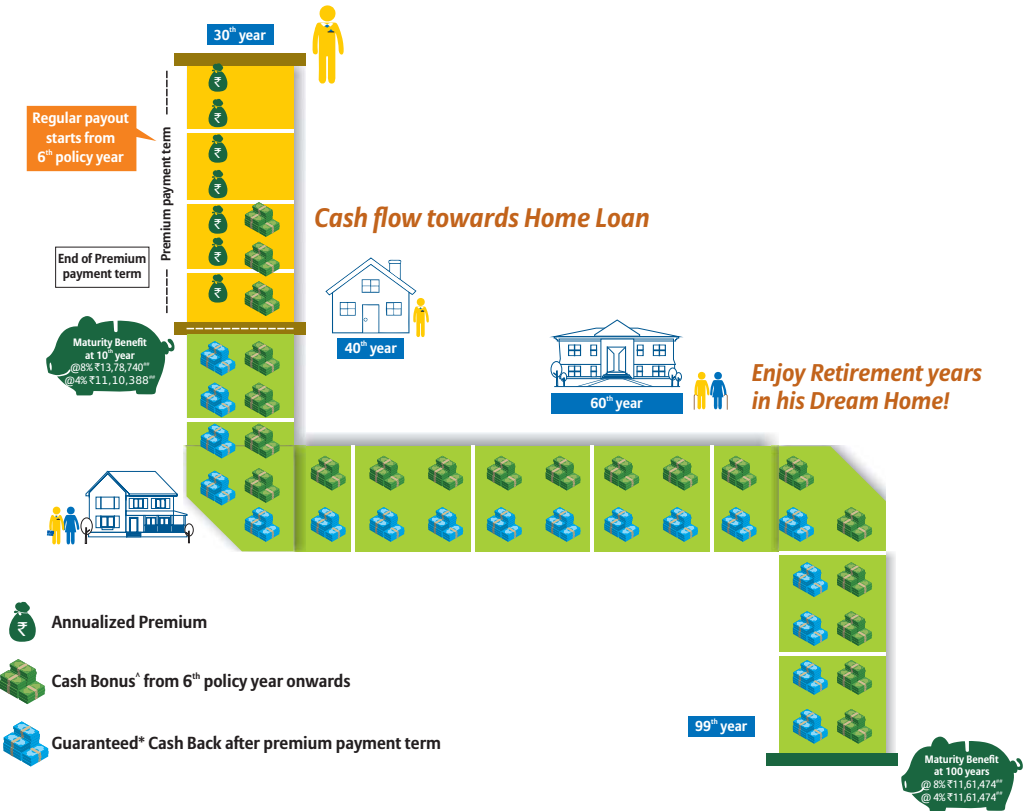 30th year
Regular payout
starts from
6th policy year
Premium payment term
Cash flow towards Home Loan
End of Premium
payment term
40th year
Maturity Benefit
at 10th year
@8% ₹13,78,740##
@4% ₹11,10,388##
60th year
Enjoy Retirement years
in his Dream Home!
₹ Annualized Premium
Cash Bonus^ from 6th policy year onwards
Guaranteed* Cash Back after premium payment term
99th year
Maturity Benefit
at 100 years
@ 8% ₹11,61,474##
@ 4% ₹11,61,474##